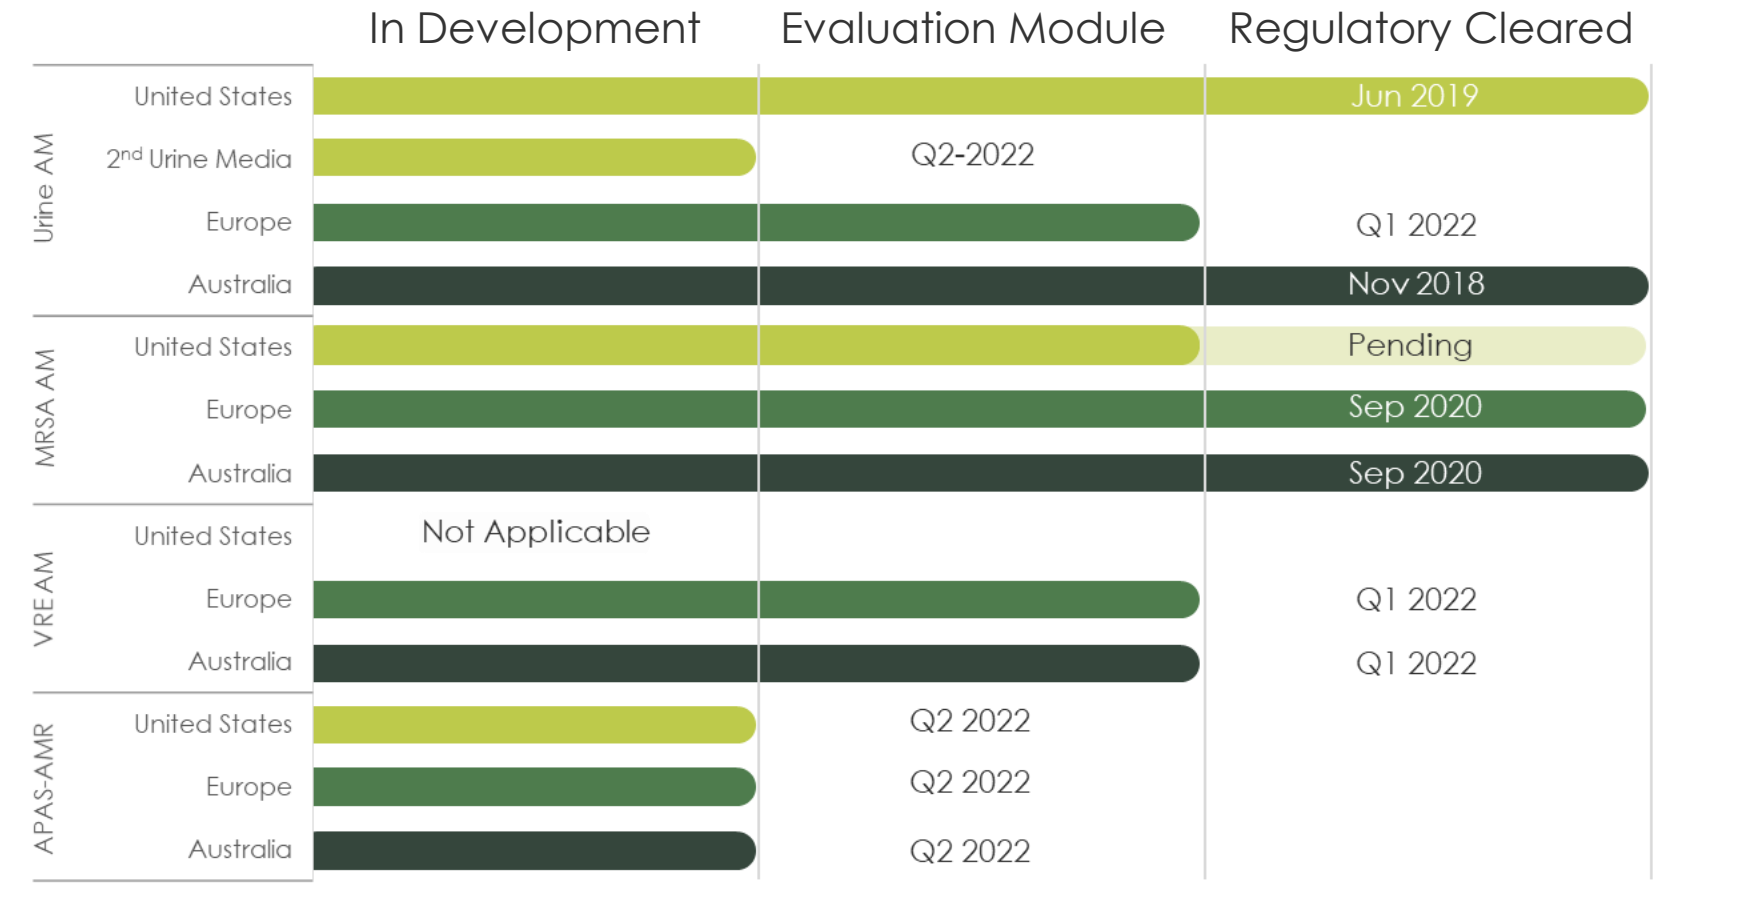 In Development Evaluation Module Regulatory Cleared
Urine AM
United States Jun 2019
2nd Urine Media Q2-2022
Europe Q1 2022
Australia Nov 2018
MRSA AM
United States Pending
Europe Sep 2020
Australia Sep 2020
VRE AM
United States Not Applicable
Europe Q1 2022
Australia Q1 2022
APAS-AMR
United States Q2 2022
Europe Q2 2022
Australia Q2 2022